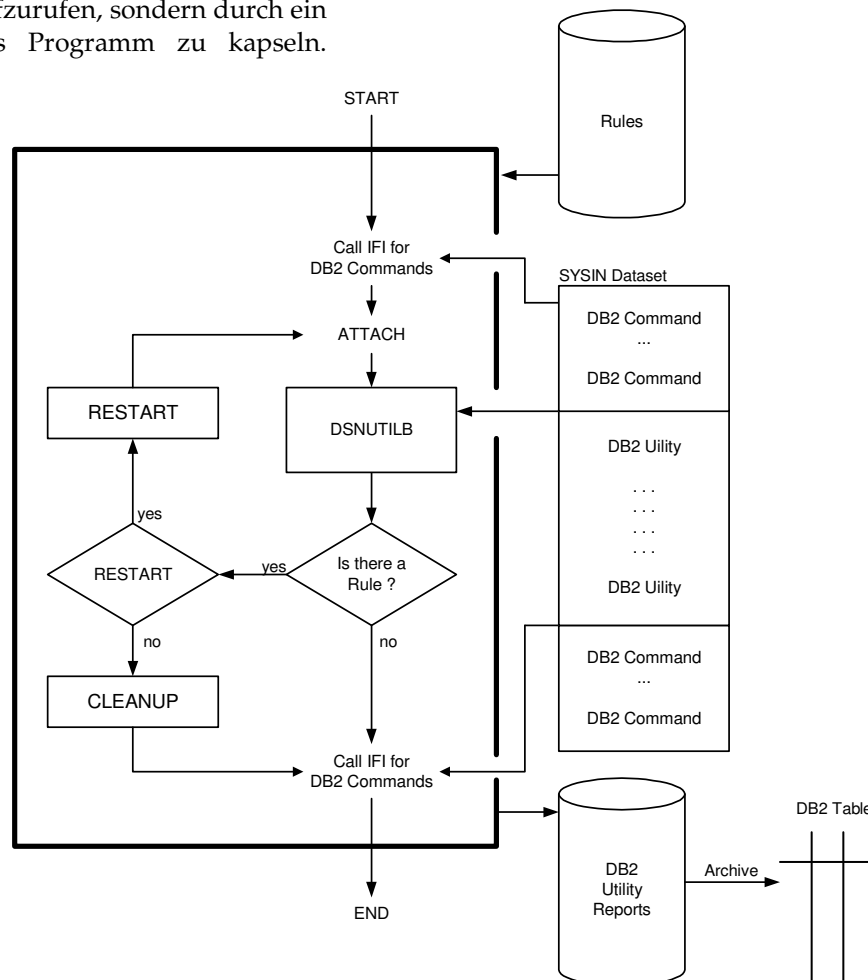 fzurufen, sondern durch ein
s Programm zu kapseln.
START
Rules
Call IFI for
DB2 Commands
SYSIN Dataset
DB2 Command
...
DB2 Command
ATTACH
RESTART
DSNUTILB
DB2 Uility
. . .
. . .
. . .
. . .
DB2 Uility
yes
RESTART
yes
Is there a
Rule ?
no
no
DB2 Command
...
DB2 Command
CLEANUP
Call IFI for
DB2 Commands
DB2 Table
DB2
Utility
Reports
Archive
END